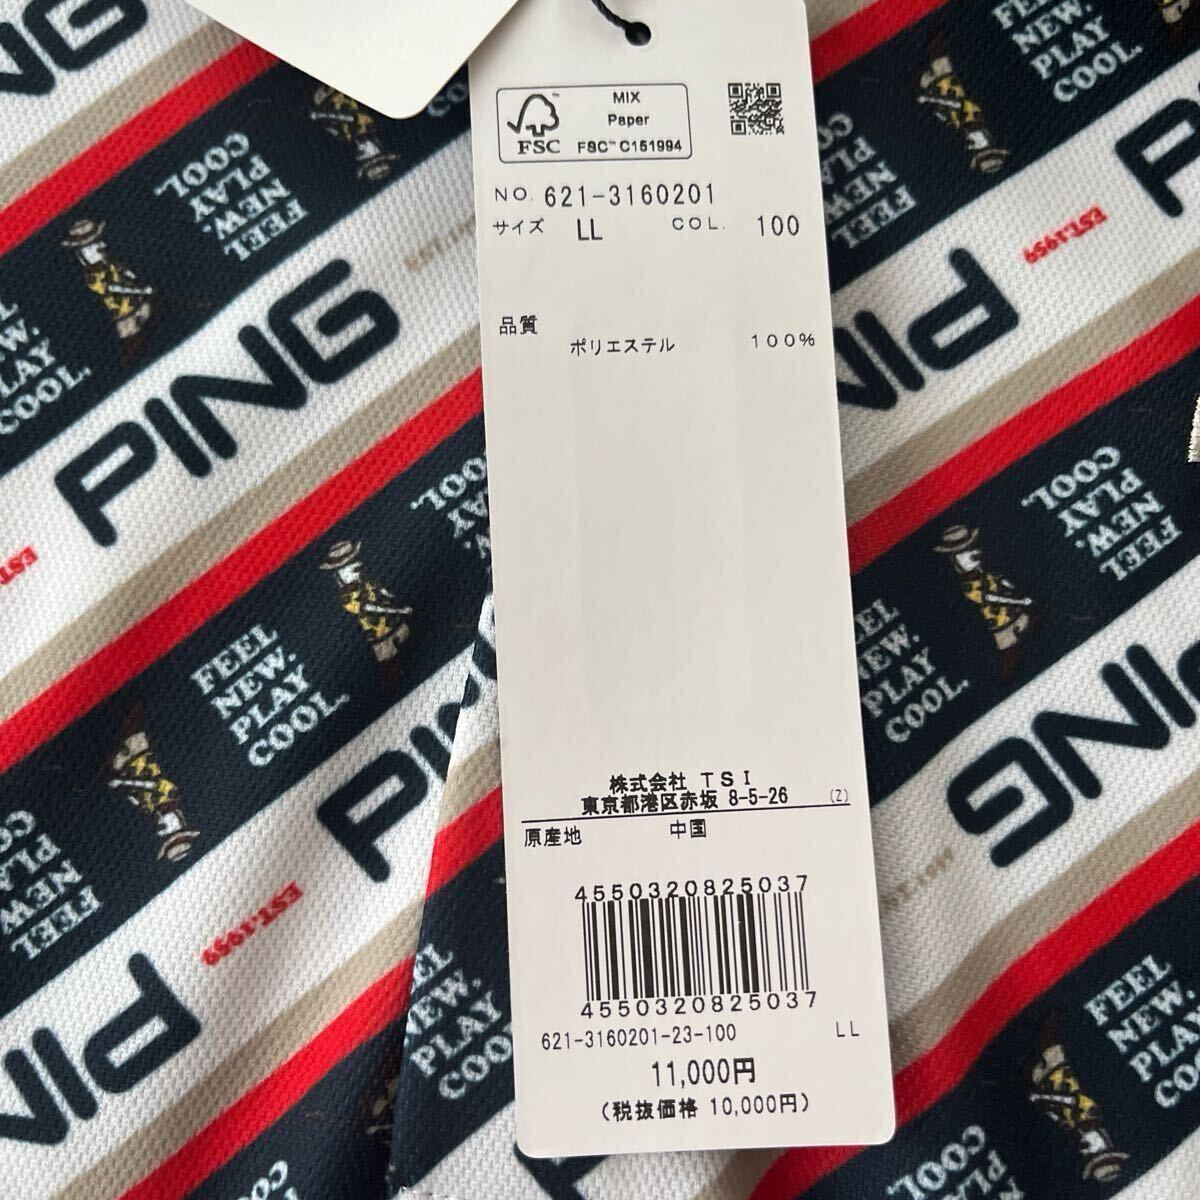 MIX
Paper
FSC
FSC™ C151994
NO. 621-3160201
サイズ LL COL. 100
品質
ポリエステル 100%
株式会社 TSI
東京都港区赤坂 8-5-26 (Z)
原産地 中国
4550320825037
4550320825037
621-3160201-23-100 LL
11,000円
(税抜価格 10,000円)
PING
FEEL
NEW.
PLAY
COOL.
EST.1959
FEEL
NEW.
PLAY
COOL.
PING
EST.1959
FEEL
NEW.
PLAY
COOL.
FEEL
NEW.
PLAY
COOL.
PING
FEEL
NEW.
PLAY
COOL.